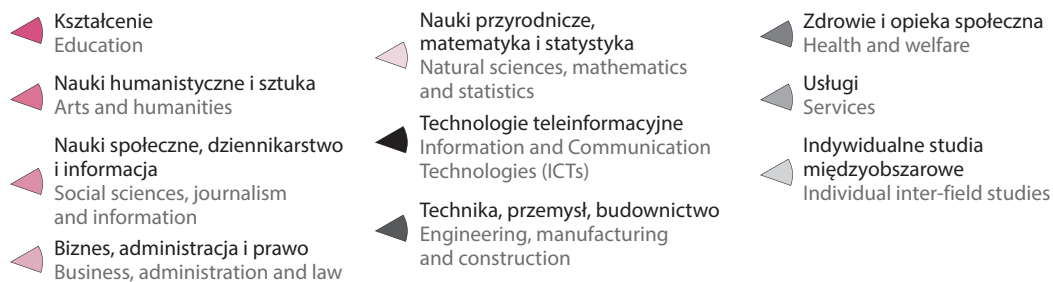 Kształcenie
Education
Nauki humanistyczne i sztuka
Arts and humanities
Nauki społeczne, dziennikarstwo
i informacja
Social sciences, journalism
and information
Biznes, administracja i prawo
Business, administration and law
Nauki przyrodnicze,
matematyka i statystyka
Natural sciences, mathematics
and statistics
Technologie teleinformacyjne
Information and Communication
Technologies (ICTs)
Technika, przemysł, budownictwo
Engineering, manufacturing
and construction
Zdrowie i opieka społeczna
Health and welfare
Usługi
Services
Indywidualne studia
międzyobszarowe
Individual inter-field studies